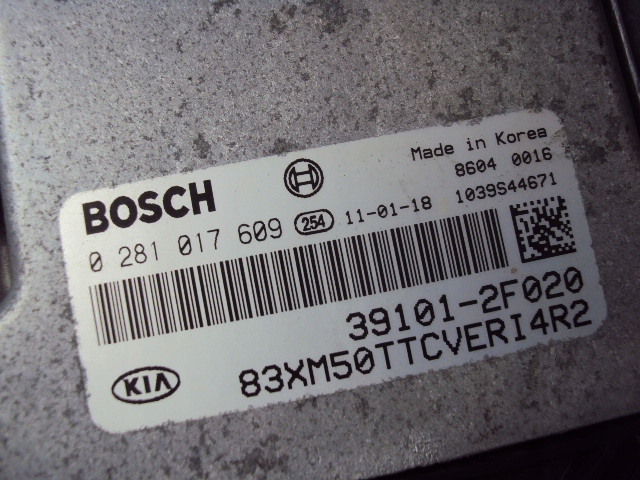 Made in Korea
8604 0016
BOSCH
0 281 017 609 254 11-01-18 1039S44671
39101-2F020
KIA 83XM50TTCVERI4R2